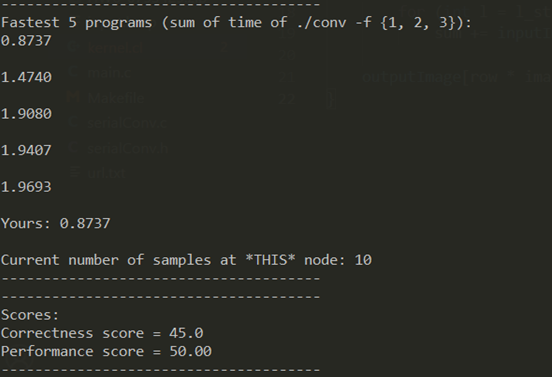 ------------------------------------
Fastest 5 programs (sum of time of ./conv -f {1, 2, 3}):
0.8737
1.4740
1.9080
1.9407
1.9693
Yours: 0.8737
Current number of samples at *THIS* node: 10
------------------------------------
------------------------------------
Scores:
Correctness score = 45.0
Performance score = 50.00
------------------------------------